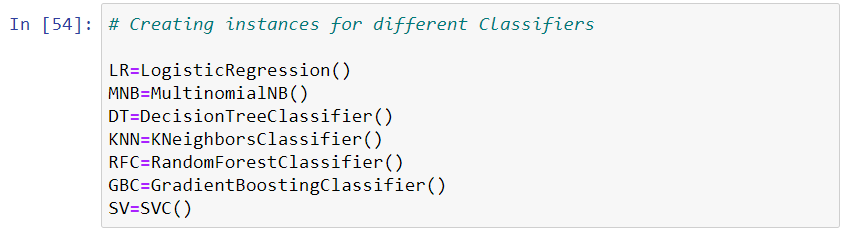 In [54]: # Creating instances for different Classifiers
LR=LogisticRegression()
MNB=MultinomialNB()
DT=DecisionTreeClassifier()
KNN=KNeighborsClassifier()
RFC=RandomForestClassifier()
GBC=GradientBoostingClassifier()
SV=SVC()